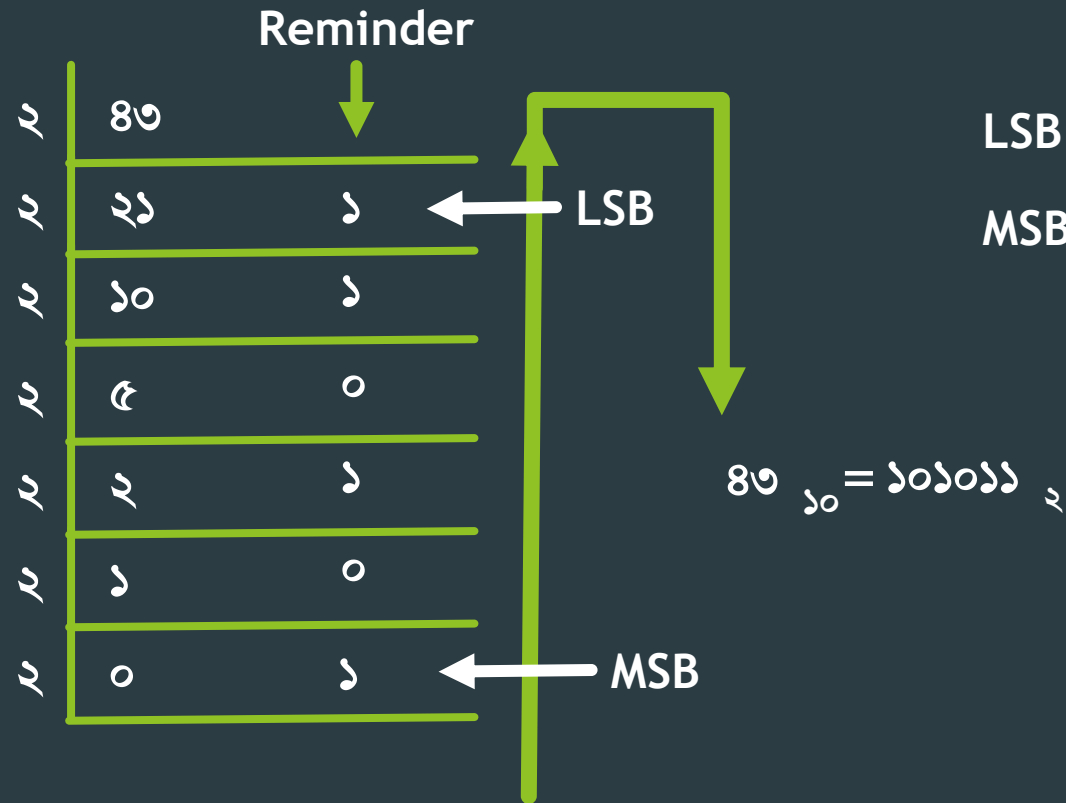 Reminder
২ ৪৩
২ ২১ ১ LSB
২ ১০ ১
২ ৫ ০
২ ২ ১
২ ১ ০
২ ০ ১ MSB
LSB
MSB
৪৩ ১০ = ১০১০১১ ২